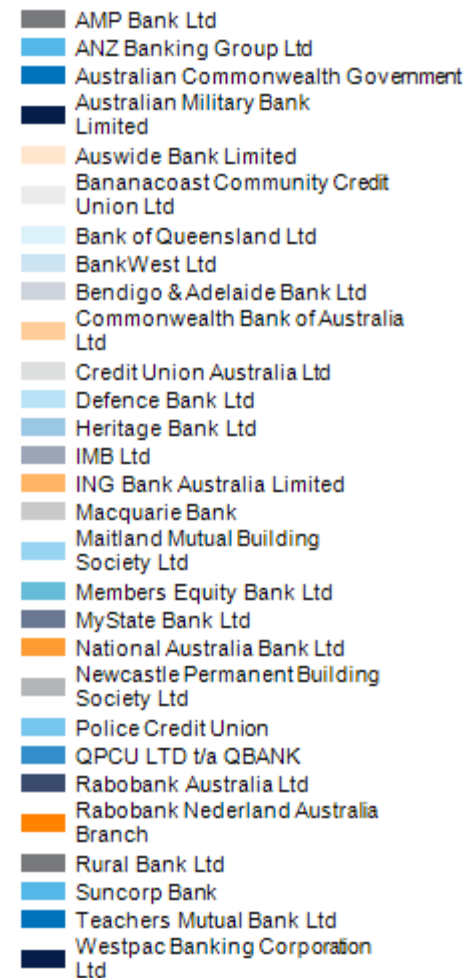 AMP Bank Ltd
ANZ Banking Group Ltd
Australian Commonwealth Government
Australian Military Bank
Limited
Auswide Bank Limited
Bananacoast Community Credit
Union Ltd
Bank of Queensland Ltd
BankWest Ltd
Bendigo & Adelaide Bank Ltd
Commonwealth Bank of Australia
Ltd
Credit Union Australia Ltd
Defence Bank Ltd
Heritage Bank Ltd
IMB Ltd
ING Bank Australia Limited
Macquarie Bank
Maitland Mutual Building
Society Ltd
Members Equity Bank Ltd
MyState Bank Ltd
National Australia Bank Ltd
Newcastle Permanent Building
Society Ltd
Police Credit Union
QPCU LTD t/a QBANK
Rabobank Australia Ltd
Rabobank Nederland Australia
Branch
Rural Bank Ltd
Suncorp Bank
Teachers Mutual Bank Ltd
Westpac Banking Corporation
Ltd